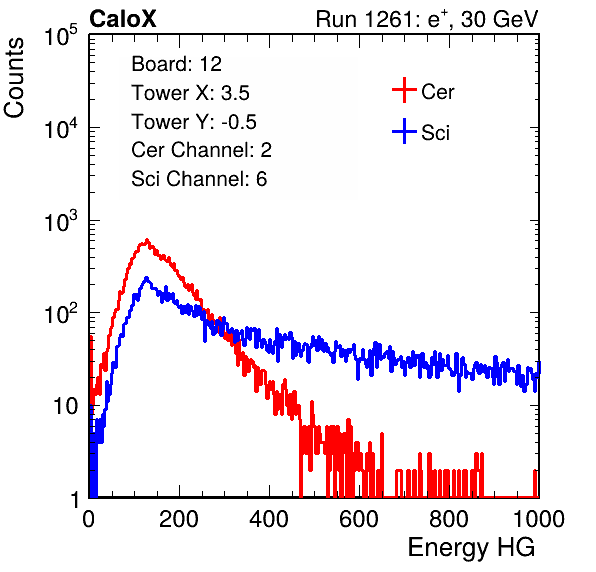 CaloX Run 1261: e⁺, 30 GeV
Counts
10⁵
10⁴
10³
10²
10
1
Board: 12
Tower X: 3.5
Tower Y: -0.5
Cer Channel: 2
Sci Channel: 6
Cer
Sci
0 200 400 600 800 1000
Energy HG